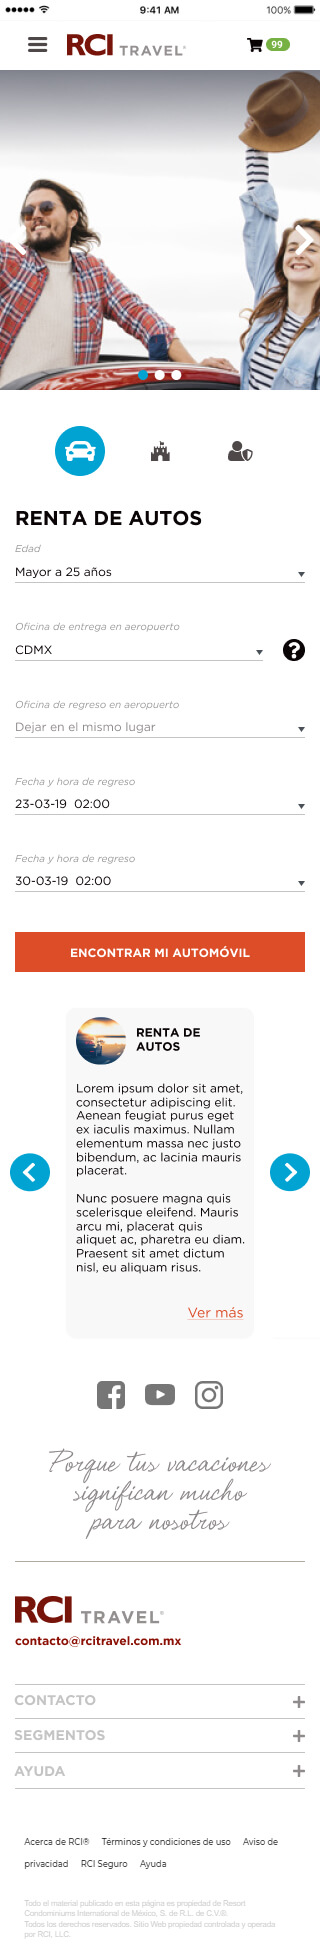 9:41 AM 100%
RCI TRAVEL® 99
RENTA DE AUTOS
Edad
Mayor a 25 años
Oficina de entrega en aeropuerto
CDMX
Oficina de regreso en aeropuerto
Dejar en el mismo lugar
Fecha y hora de regreso
23-03-19 02:00
Fecha y hora de regreso
30-03-19 02:00
ENCONTRAR MI AUTOMÓVIL
RENTA DE
AUTOS
Lorem ipsum dolor sit amet,
consectetur adipiscing elit.
Aenean feugiat purus eget
ex iaculis maximus. Nullam
elementum massa nec justo
bibendum, ac lacinia mauris
placerat.
Nunc posuere magna quis
scelerisque eleifend. Mauris
arcu mi, placerat quis
aliquet ac, pharetra eu diam.
Praesent sit amet dictum
nisl, eu aliquam risus.
Ver más
Porque tus vacaciones
significan mucho
para nosotros
RCI TRAVEL®
contacto@rcitravel.com.mx
CONTACTO +
SEGMENTOS +
AYUDA +
Acerca de RCI® Términos y condiciones de uso Aviso de
privacidad RCI Seguro Ayuda
Todo el material publicado en esta página es propiedad de Resort
Condominiums International de México, S. de R.L. de C.V.®.
Todos los derechos reservados. Sitio Web propiedad controlada y operada
por RCI, LLC.